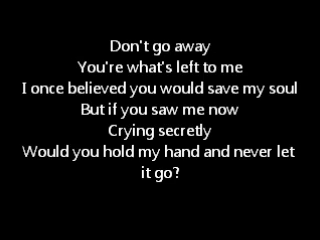 Don't go away
You're what's left to me
I once believed you would save my soul
But if you saw me now
Crying secretly
Would you hold my hand and never let
it go?